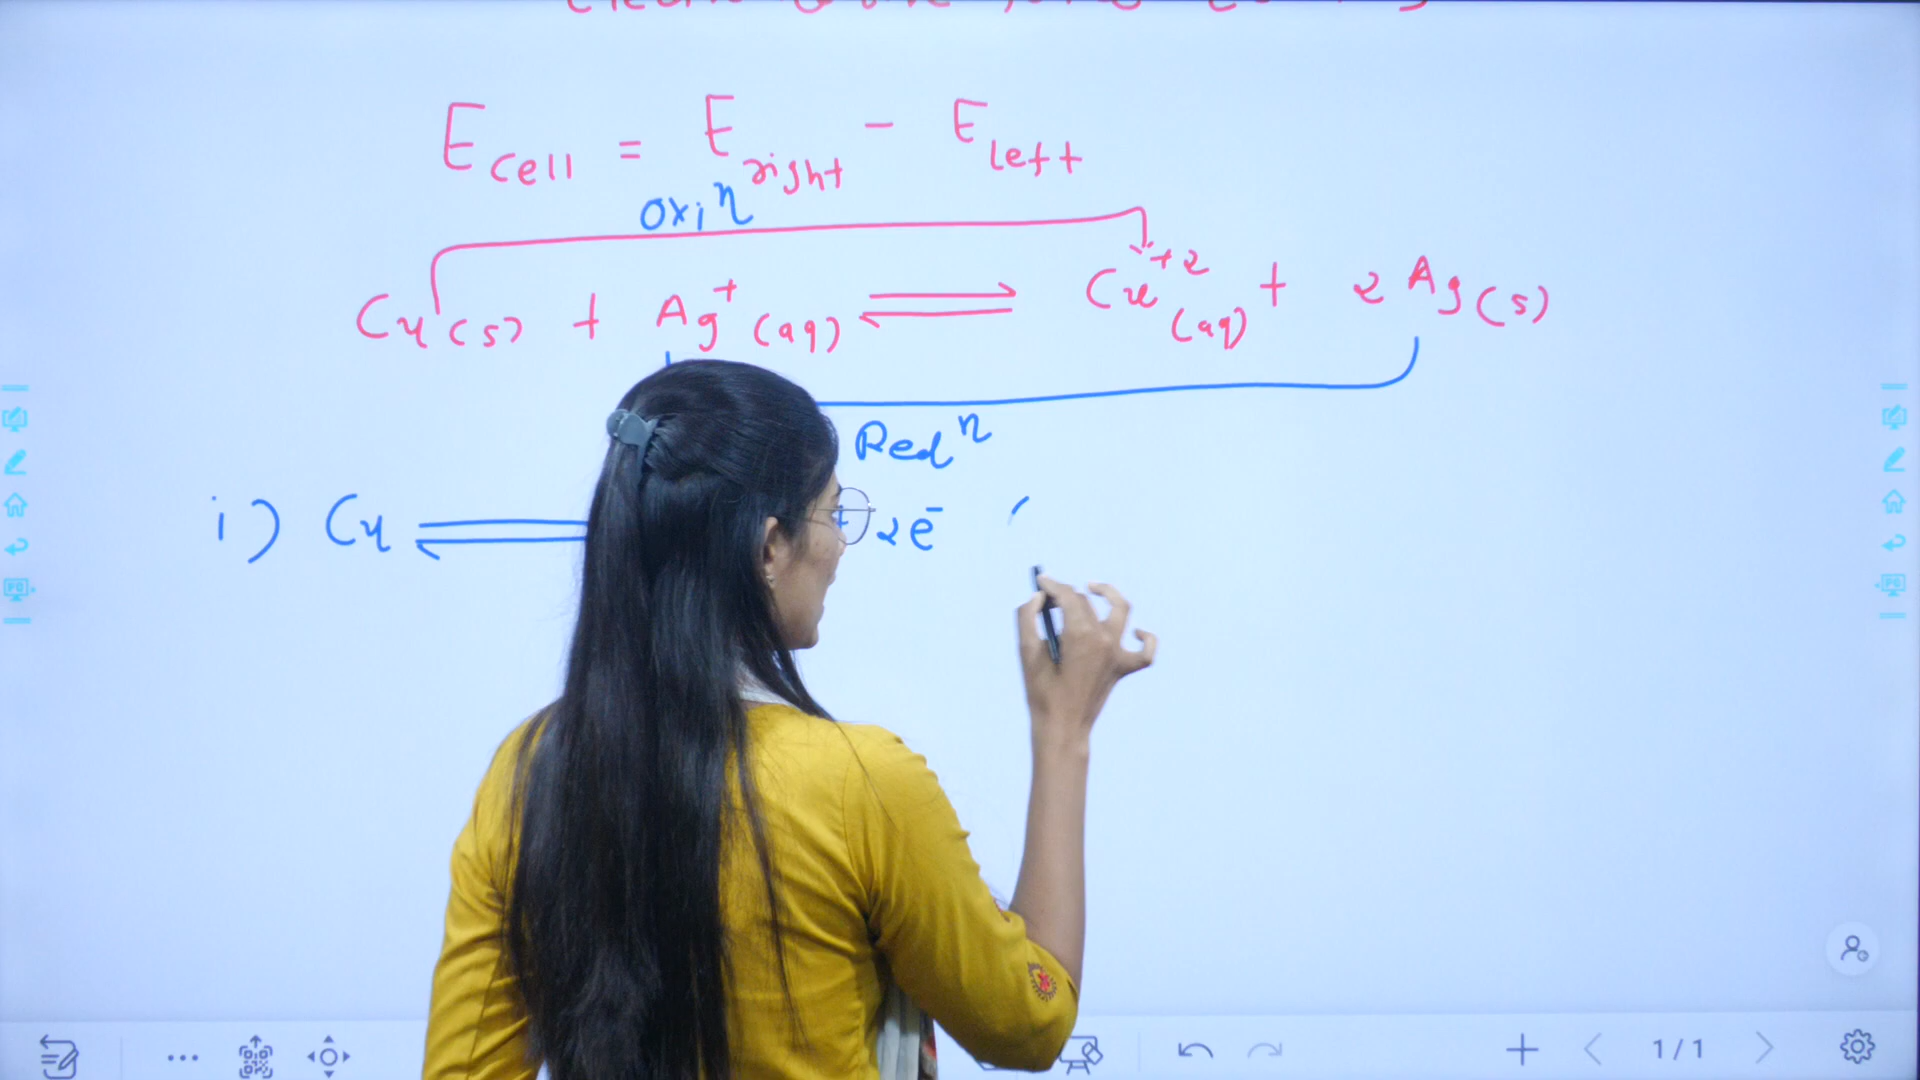 E cell = E right - E left
Oxiⁿ
Cu(s) + Ag⁺(aq) ⇌ Cu⁺²(aq) + 2Ag(s)
Redⁿ
i) Cu ⇌ + 2e⁻ (
1/1